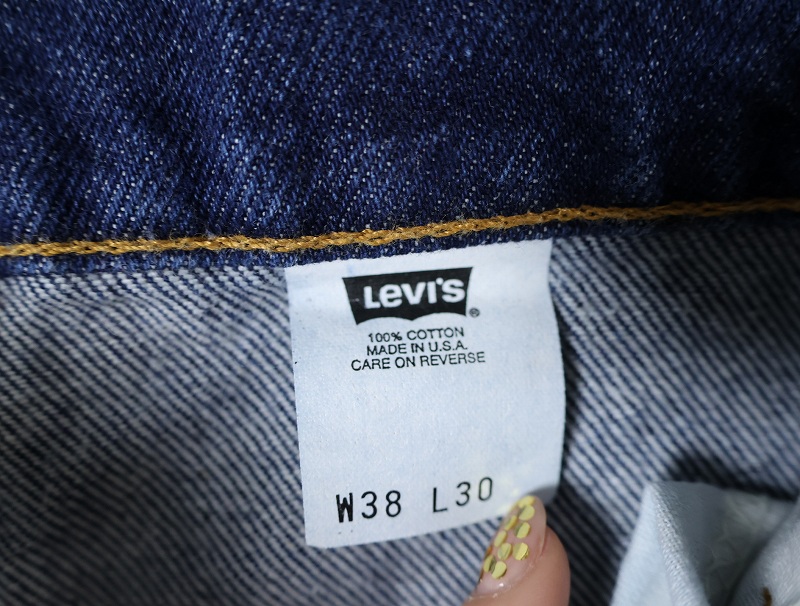 LEVI'S®
100% COTTON
MADE IN U.S.A.
CARE ON REVERSE
W38 L30